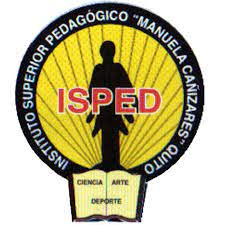 INSTITUTO SUPERIOR PEDAGÓGICO "MANUELA CAÑIZARES" QUITO
ISPED
CIENCIA ARTE
DEPORTE